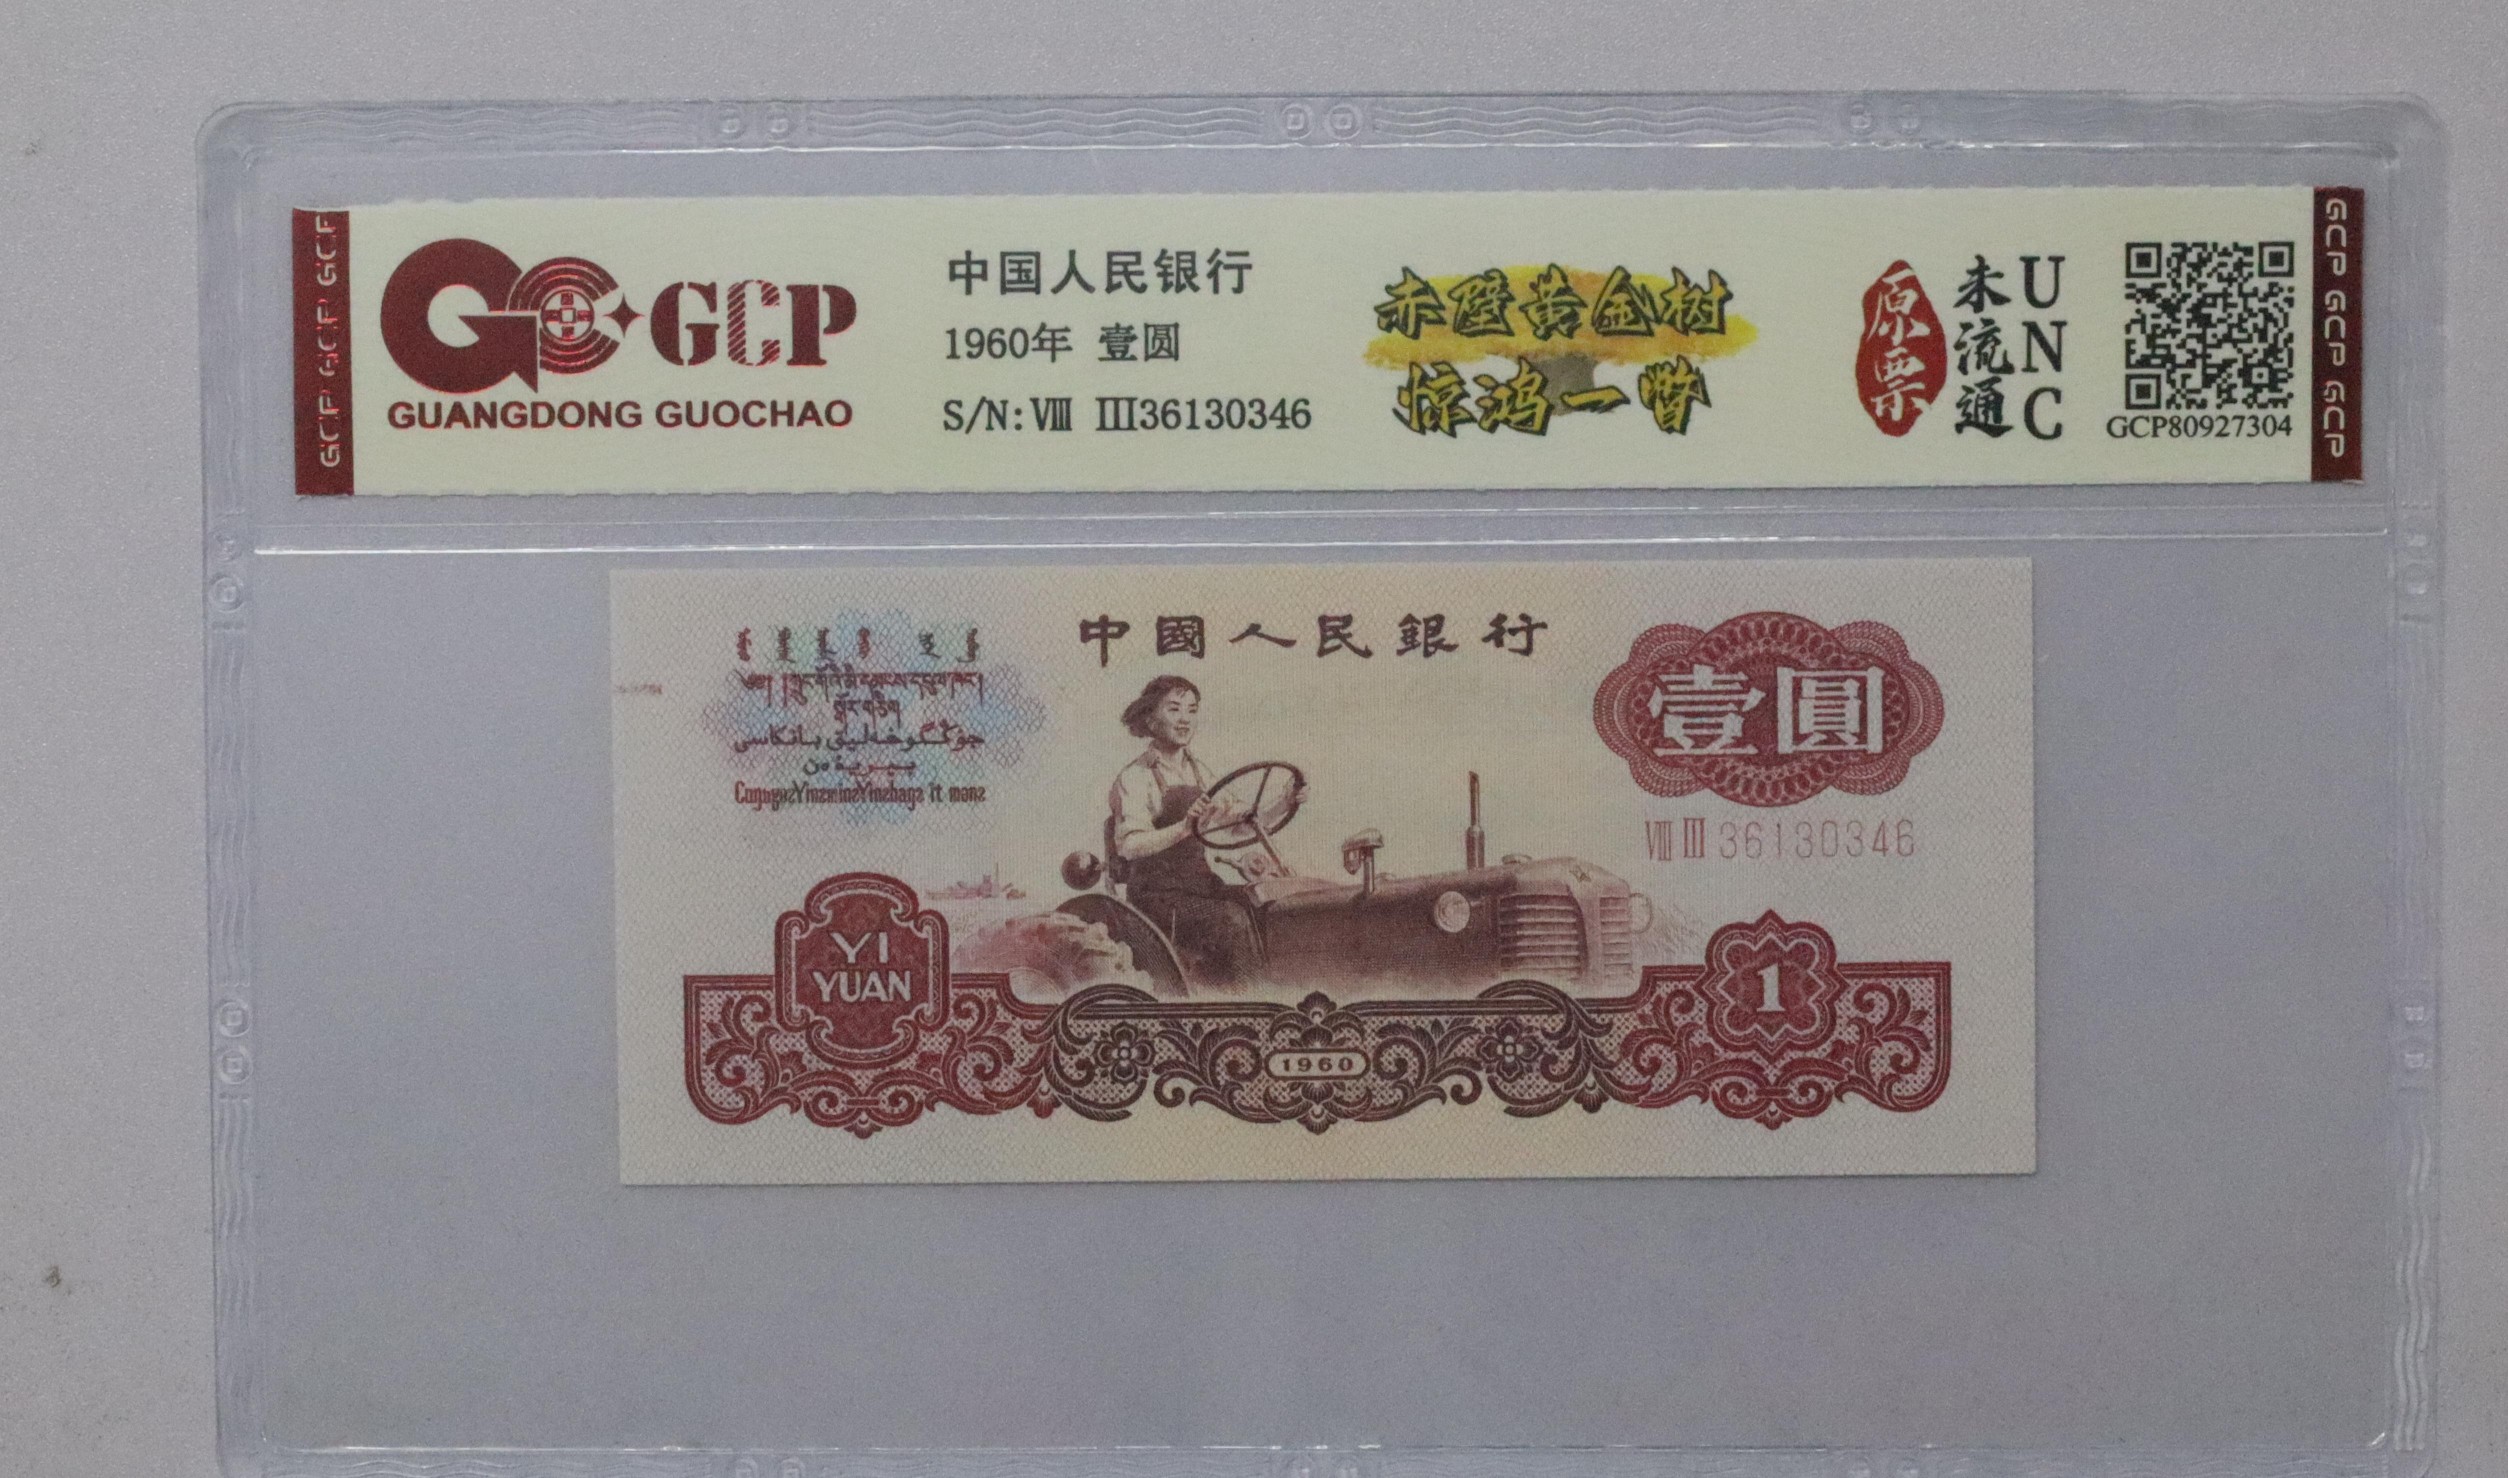 GCP GCP GCP
GCP
GUANGDONG GUOCHAO
中国人民银行
1960年 壹圆
S/N: Ⅷ Ⅲ36130346
赤壁黄金树
惊鸿一瞥
原票
未流通
UNC
GCP80927304
GCP GCP GCP
中國人民銀行
壹圓
Ⅷ Ⅲ 36130346
YI
YUAN
1
1960